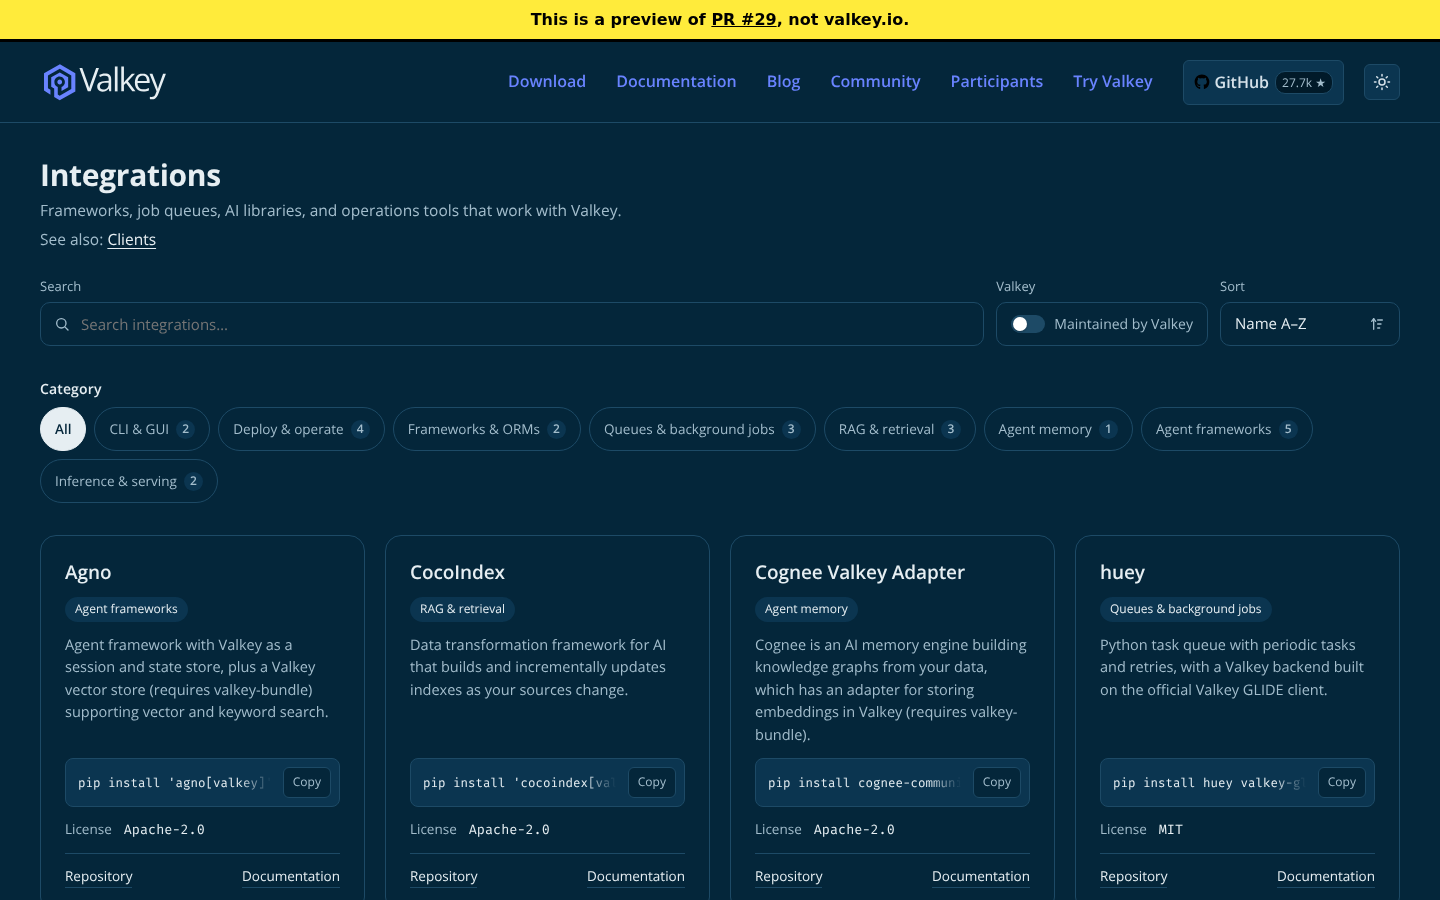 This is a preview of PR #29, not valkey.io.
Valkey
Download
Documentation
Blog
Community
Participants
Try Valkey
GitHub 27.7k ★
Integrations
Frameworks, job queues, AI libraries, and operations tools that work with Valkey.
See also: Clients
Search
Valkey
Sort
Search integrations...
Maintained by Valkey
Name A–Z
Category
All
CLI & GUI 2
Deploy & operate 4
Frameworks & ORMs 2
Queues & background jobs 3
RAG & retrieval 3
Agent memory 1
Agent frameworks 5
Inference & serving 2
Agno
Agent frameworks
Agent framework with Valkey as a
session and state store, plus a Valkey
vector store (requires valkey-bundle)
supporting vector and keyword search.
pip install 'agno[valkey]
Copy
License Apache-2.0
Repository
Documentation
CocoIndex
RAG & retrieval
Data transformation framework for AI
that builds and incrementally updates
indexes as your sources change.
pip install 'cocoindex[va
Copy
License Apache-2.0
Repository
Documentation
Cognee Valkey Adapter
Agent memory
Cognee is an AI memory engine building
knowledge graphs from your data,
which has an adapter for storing
embeddings in Valkey (requires valkey-
bundle).
pip install cognee-commun
Copy
License Apache-2.0
Repository
Documentation
huey
Queues & background jobs
Python task queue with periodic tasks
and retries, with a Valkey backend built
on the official Valkey GLIDE client.
pip install huey valkey-g
Copy
License MIT
Repository
Documentation